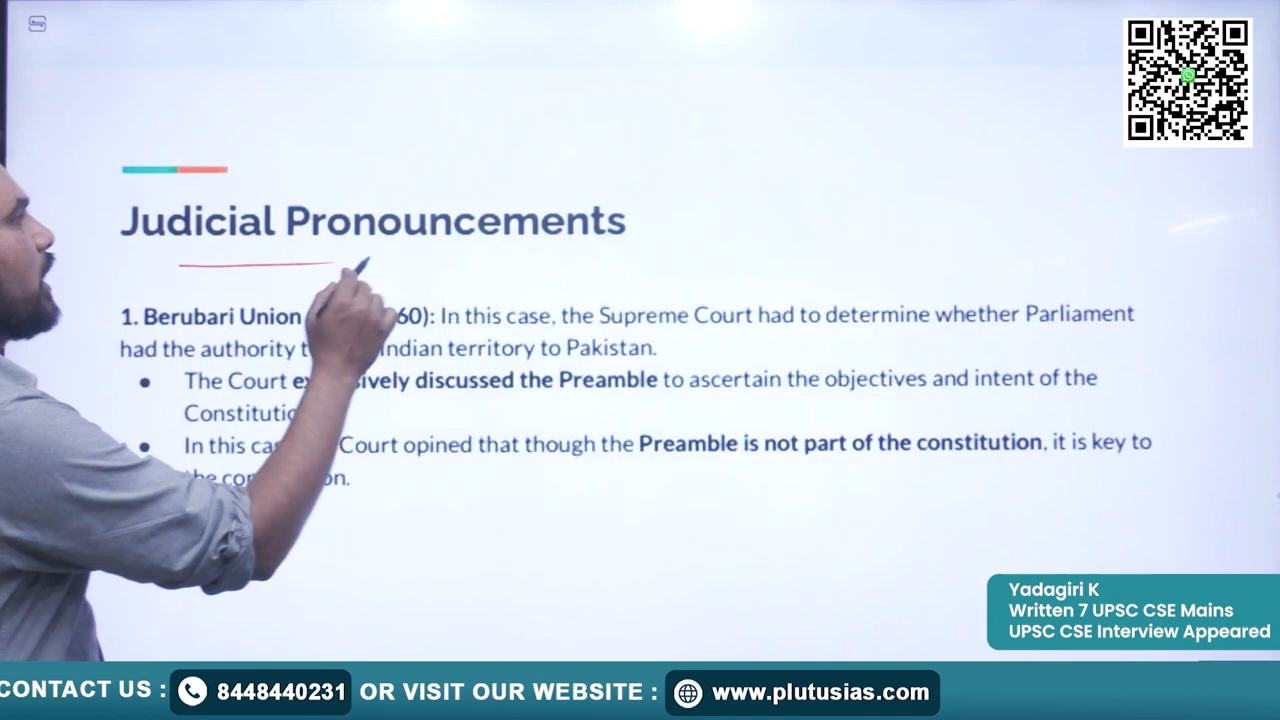 Judicial Pronouncements
1. Berubari Union 60): In this case, the Supreme Court had to determine whether Parliament
had the authority Indian territory to Pakistan.
The Court discussed the Preamble to ascertain the objectives and intent of the
In this Court opined that though the Preamble is not part of the constitution, it is key to
Yadagiri K
Written 7 UPSC CSE Mains
UPSC CSE Interview Appeared
CONTACT US : 8448440231 OR VISIT OUR WEBSITE : www.plutusias.com